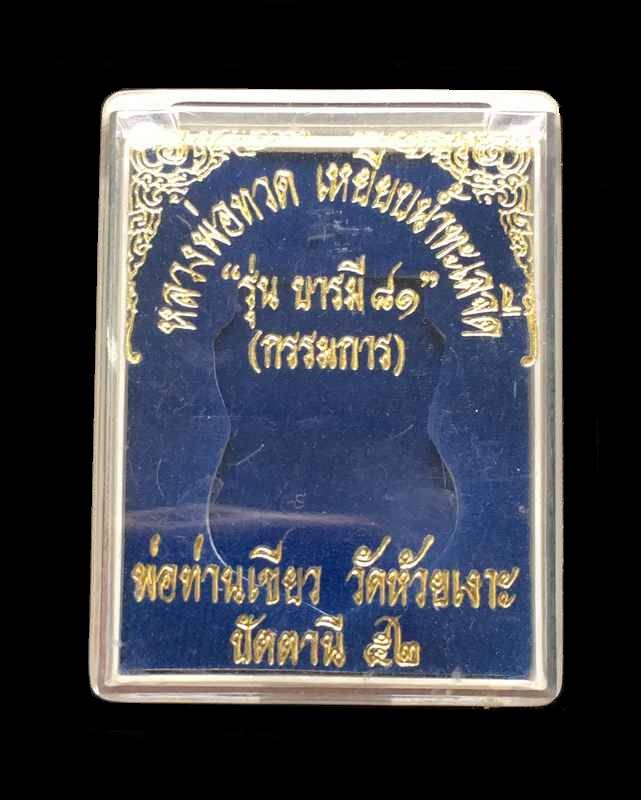 หลวงพ่อทวด เหยียบน้ำทะเลจืด
“รุ่น บารมี ๘๑”
(กรรมการ)
พ่อท่านเขียว วัดห้วยเงาะ
ปัตตานี ๕๒